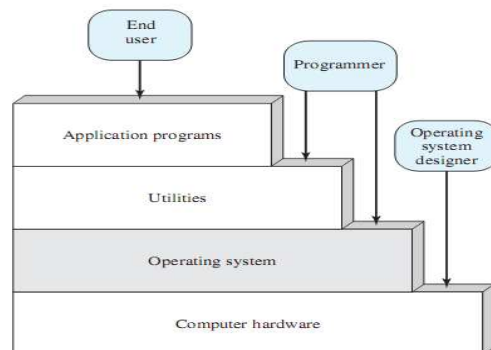 End
user
Programmer
Operating
system
designer
Application programs
Utilities
Operating system
Computer hardware